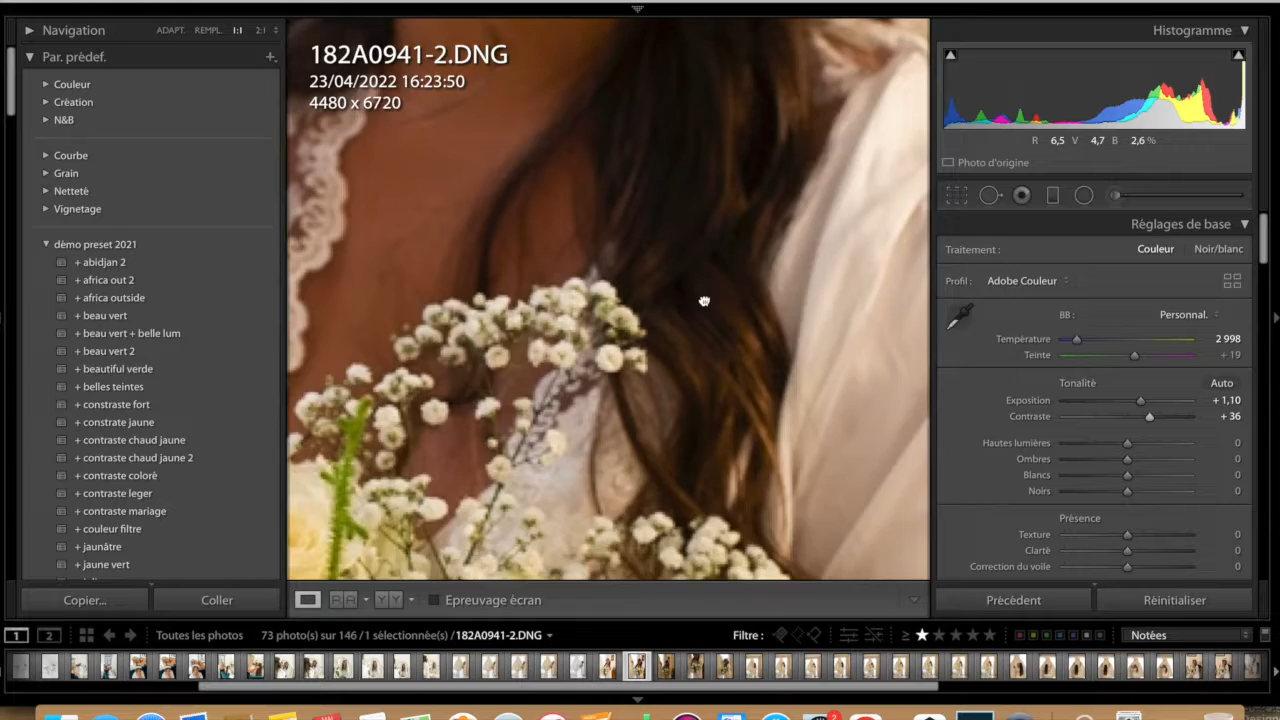 Navigation ADAPT. REMPL. 1:1 2:1
Par. prédef. +
Couleur
Création
N&B
Courbe
Grain
Netteté
Vignetage
dèmo preset 2021
+ abidjan 2
+ africa out 2
+ africa outside
+ beau vert
+ beau vert + belle lum
+ beau vert 2
+ beautiful verde
+ belles teintes
+ constraste fort
+ constrate jaune
+ contraste chaud jaune
+ contraste chaud jaune 2
+ contraste coloré
+ contraste leger
+ contraste mariage
+ couleur filtre
+ jaunâtre
+ jaune vert
Copier... Coller
182A0941-2.DNG
23/04/2022 16:23:50
4480 x 6720
Epreuvage écran
Histogramme
R 6,5 V 4,7 B 2,6 %
Photo d'origine
Réglages de base
Traitement : Couleur Noir/blanc
Profil : Adobe Couleur
BB : Personnal.
Température 2 998
Teinte + 19
Tonalité Auto
Exposition + 1,10
Contraste + 36
Hautes lumières 0
Ombres 0
Blancs 0
Noirs 0
Présence
Texture 0
Clarté 0
Correction du voile 0
Précédent Réinitialiser
1 2 Toutes les photos 73 photo(s) sur 146 / 1 sélectionnée(s) / 182A0941-2.DNG Filtre : ≥ Notées